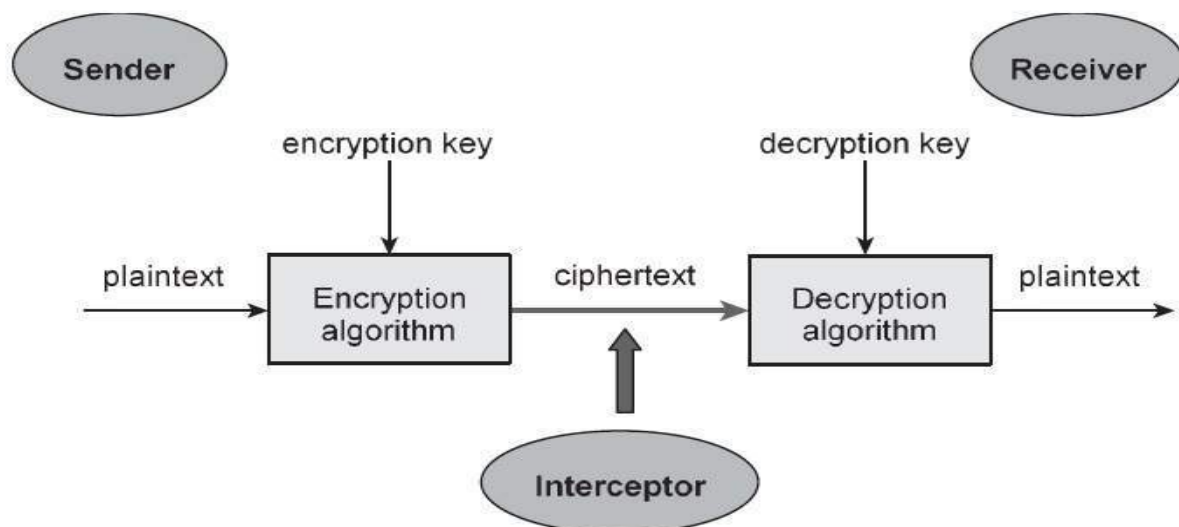 Sender
Receiver
encryption key
decryption key
plaintext
Encryption
algorithm
ciphertext
Decryption
algorithm
plaintext
Interceptor